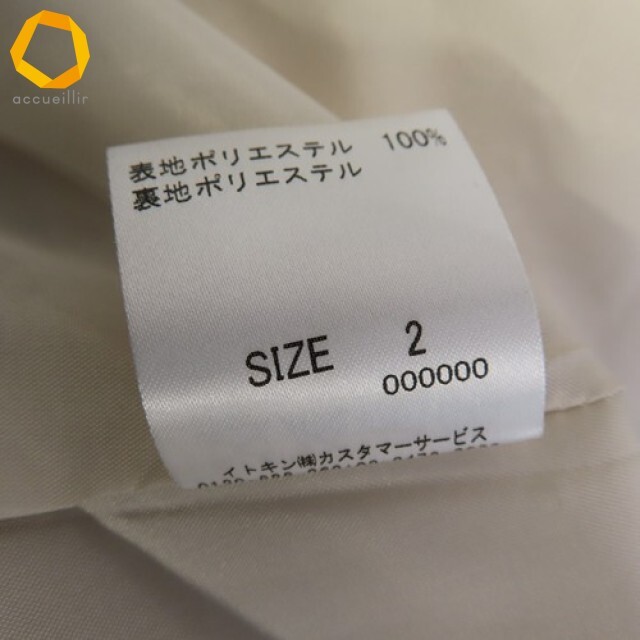 accueillir
表地ポリエステル 100%
裏地ポリエステル
SIZE 2
000000
イトキン㈱カスタマーサービス